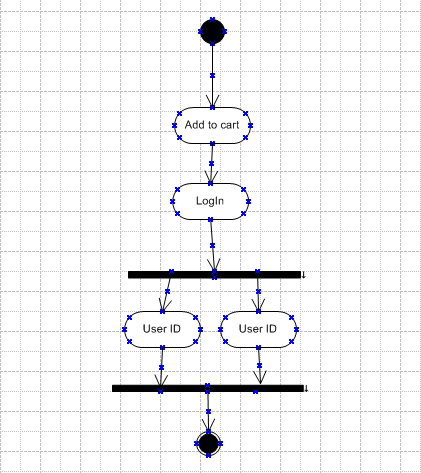 Add to cart
LogIn
User ID
User ID